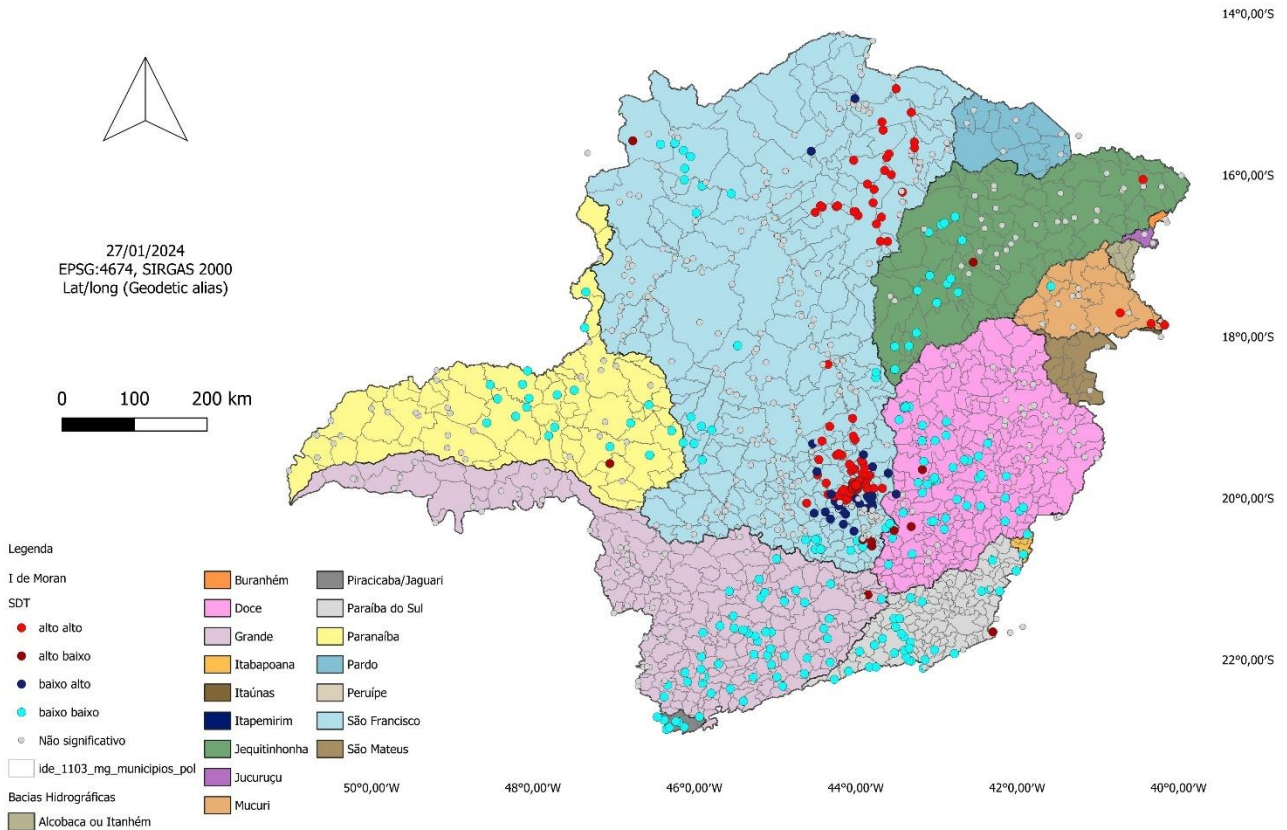 14°0,00'S
16°0,00'S
27/01/2024
EPSG:4674, SIRGAS 2000
Lat/long (Geodetic alias)
18°0,00'S
0 100 200 km
20°0,00'S
Legenda
I de Moran
SDT
alto alto
alto baixo
baixo alto
baixo baixo
Não significativo
ide_1103_mg_municipios_pol
Bacias Hidrográficas
Alcobaca ou Itanhém
Buranhém
Doce
Grande
Itabapoana
Itaúnas
Itapemirim
Jequitinhonha
Jucuruçu
Mucuri
Piracicaba/Jaguari
Paraíba do Sul
Paranaíba
Pardo
Peruípe
São Francisco
São Mateus
22°0,00'S
50°0,00'W 48°0,00'W 46°0,00'W 44°0,00'W 42°0,00'W 40°0,00'W